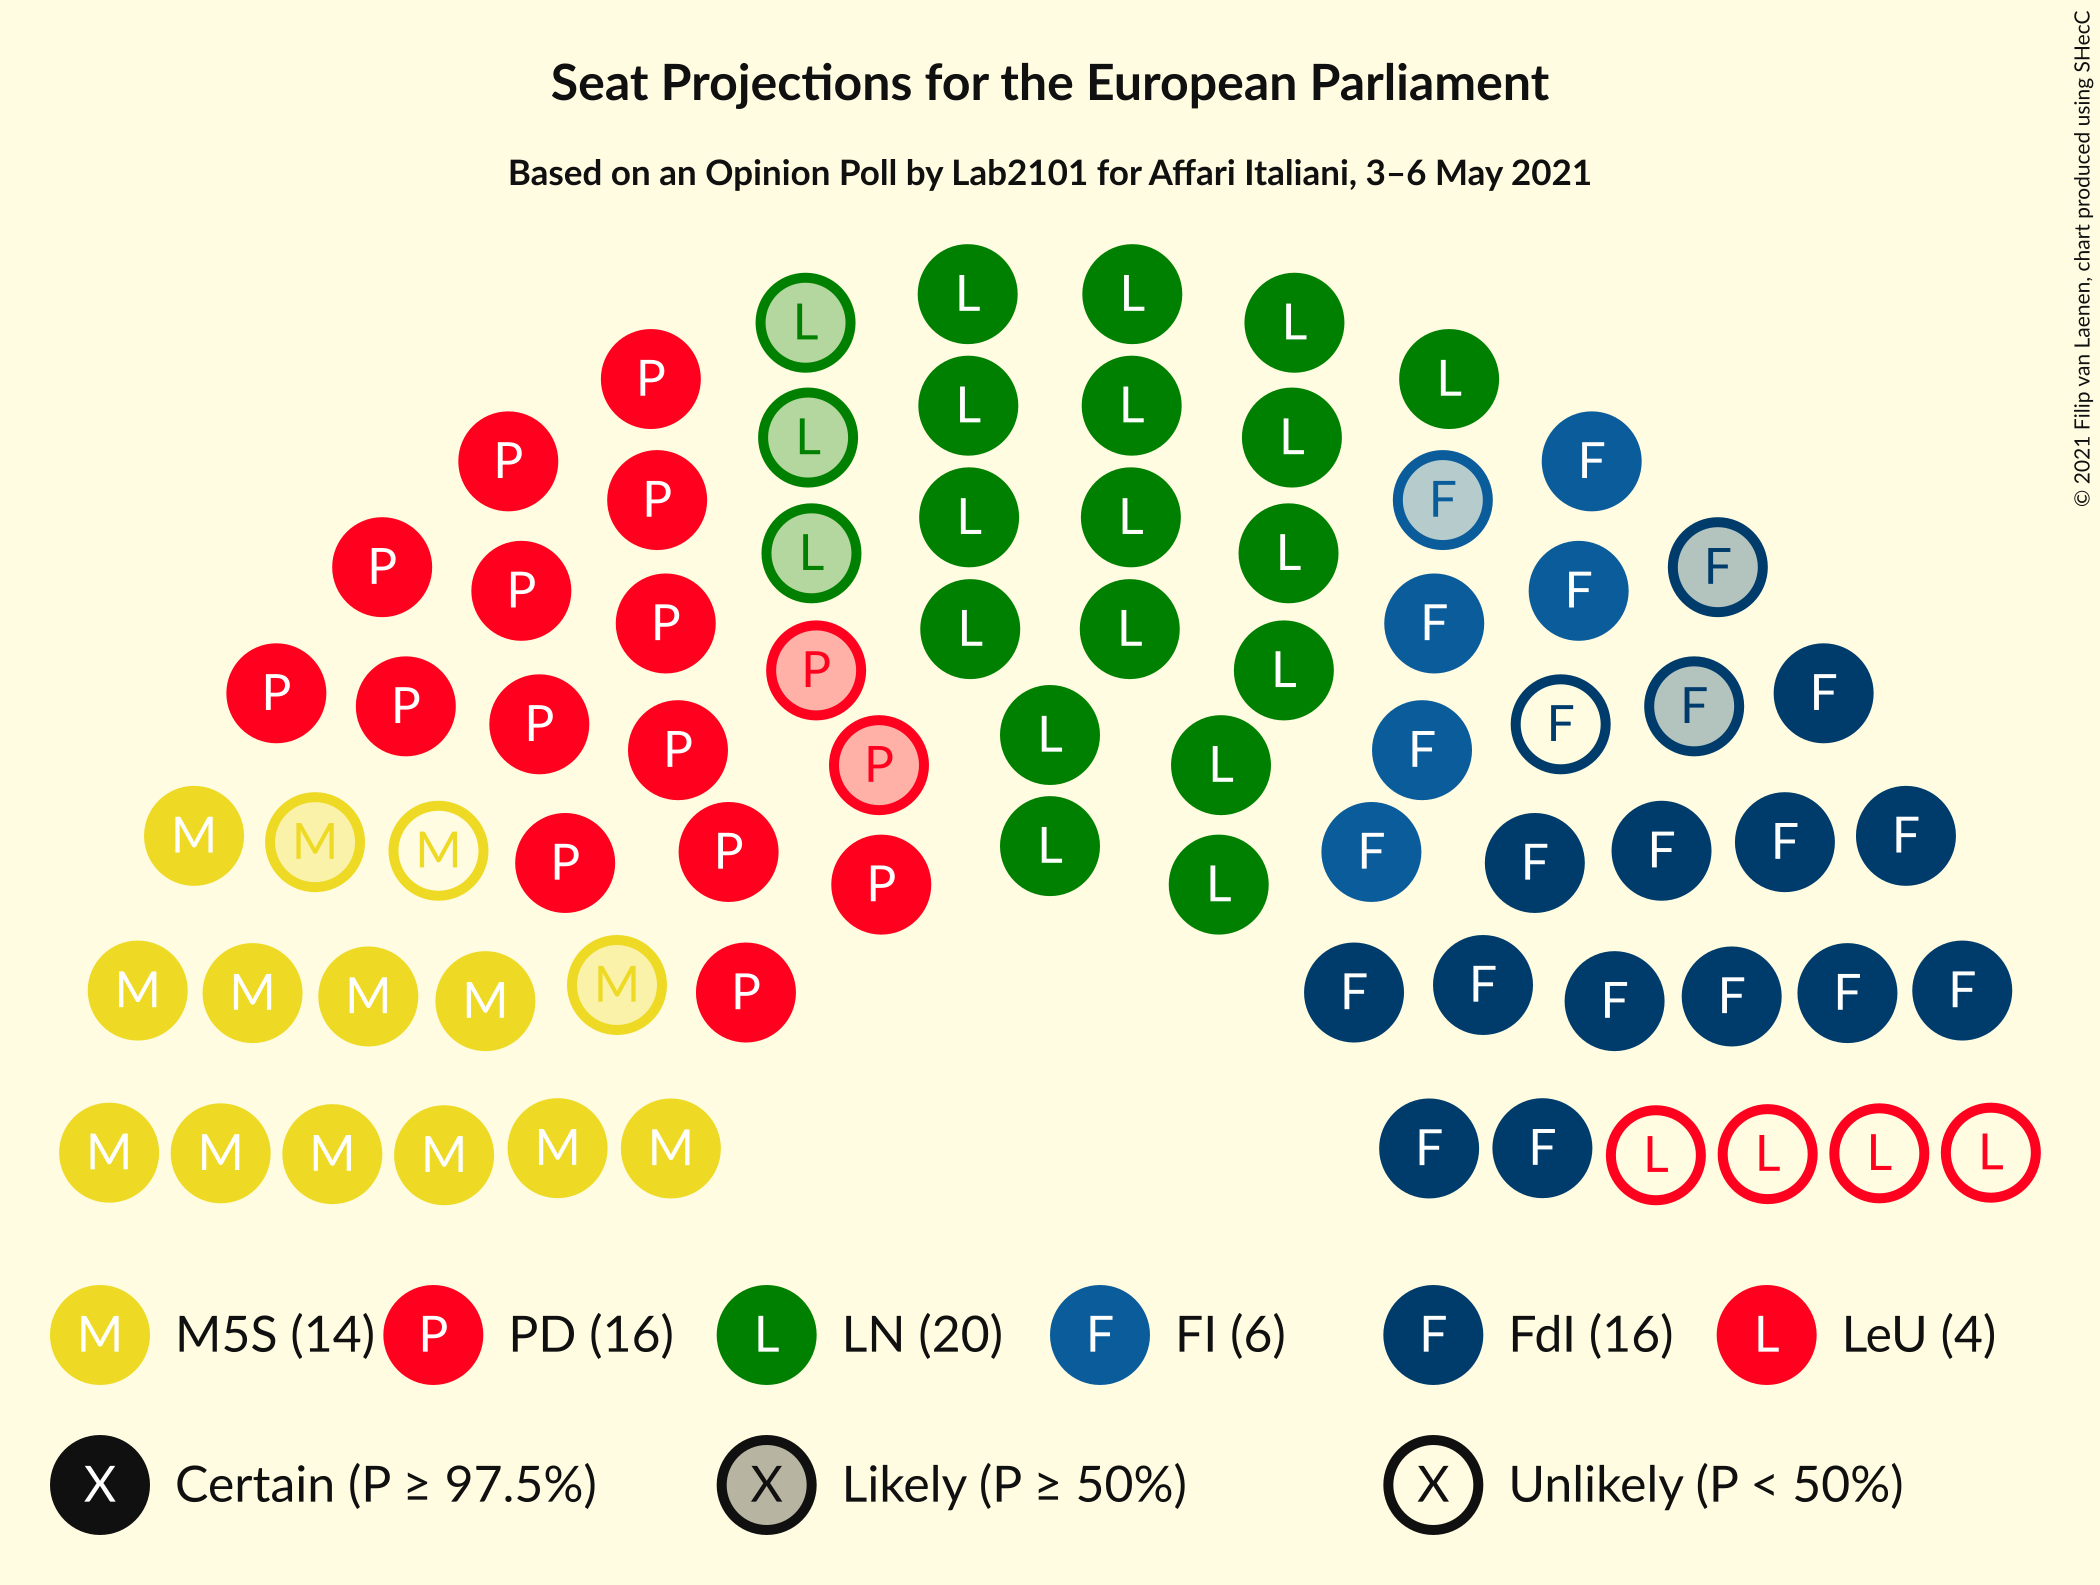 Seat Projections for the European Parliament
Based on an Opinion Poll by Lab2101 for Affari Italiani, 3–6 May 2021
© 2021 Filip van Laenen, chart produced using SHecC
L L
L L
P L
L L
L L
P F
P L
P F
L L
L L
P F
P F
P F
P L
P F
P L
P P P F F F
P P F F
L
P L
M M M P P L P L F F F F F
M M M M M P F F F F F F
M M M M M M F F L L L L
M M5S (14) P PD (16) L LN (20) F FI (6) F FdI (16) L LeU (4)
X Certain (P ≥ 97.5%) X Likely (P ≥ 50%) X Unlikely (P < 50%)